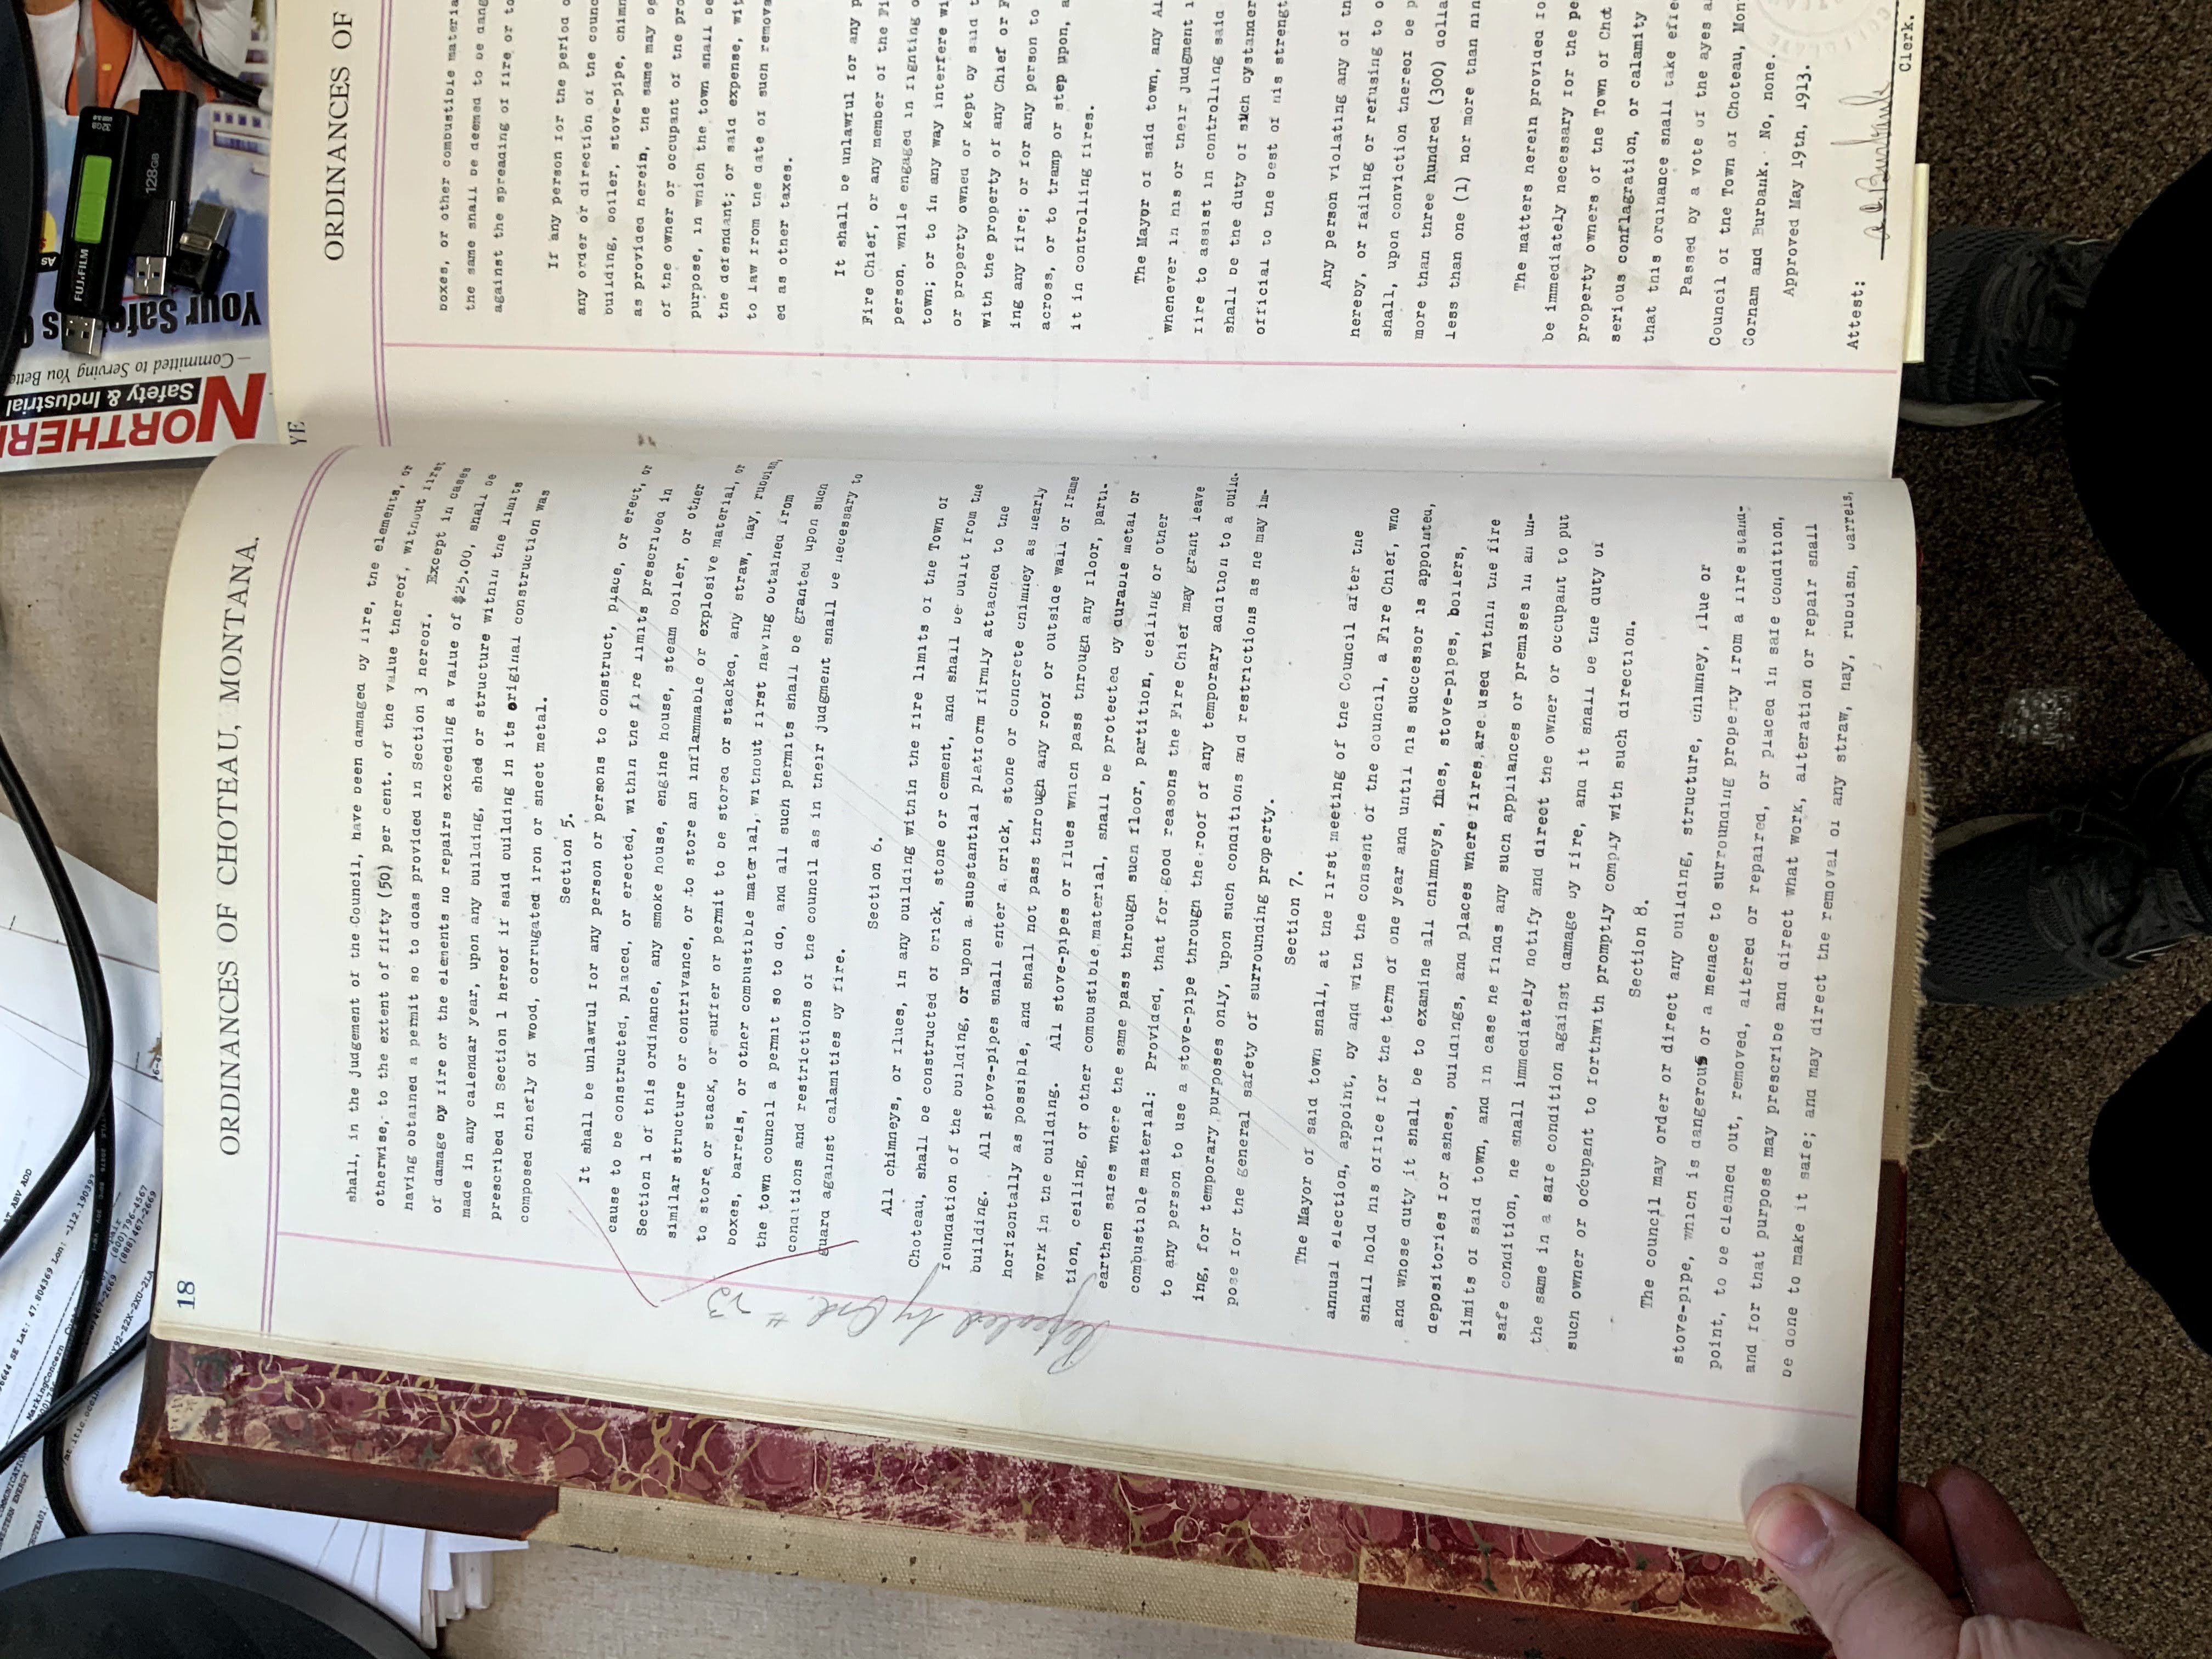 18
ORDINANCES OF CHOTEAU, MONTANA.
shall, in the judgement of the Council, have been damaged by fire, the elements, or
otherwise, to the extent of fifty (50) per cent. of the value thereof, without first
having obtained a permit so to doas provided in Section 3 hereof. Except in cases
of damage by fire or the elements no repairs exceeding a value of $25.00, shall be
made in any calendar year, upon any building, shed or structure within the limits
prescribed in Section 1 hereof if said building in its original construction was
composed chiefly of wood, corrugated iron or sheet metal.
Section 5.
It shall be unlawful for any person or persons to construct, place, or erect, or
cause to be constructed, placed, or erected, within the fire limits prescribed in
Section 1 of this ordinance, any smoke house, engine house, steam boiler, or other
similar structure or contrivance, or to store an inflammable or explosive material, or
to store or stack, or suffer or permit to be stored or stacked, any straw, hay, rubbish,
boxes, barrels, or other combustible material, without first having obtained from
the town council a permit so to do, and all such permits shall be granted upon such
conditions and restrictions of the council as in their judgment shall be necessary to
guard against calamities by fire.
Repealed by Ord. # 23
Section 6.
All chimneys, or flues, in any building within the fire limits of the Town of
Choteau, shall be constructed of brick, stone or cement, and shall be built from the
foundation of the building, or upon a substantial platform firmly attached to the
building. All stove-pipes shall enter a brick, stone or concrete chimney as nearly
horizontally as possible, and shall not pass through any roof or outside wall or frame
work in the building. All stove-pipes or flues which pass through any floor, parti-
tion, ceiling, or other combustible material, shall be protected by durable metal or
earthen safes where the same pass through such floor, partition, ceiling or other
combustible material: Provided, that for good reasons the Fire Chief may grant leave
to any person to use a stove-pipe through the roof of any temporary addition to a build-
ing, for temporary purposes only, upon such conditions and restrictions as he may im-
pose for the general safety of surrounding property.
Section 7.
The Mayor of said town shall, at the first meeting of the Council after the
annual election, appoint, by and with the consent of the council, a Fire Chief, who
shall hold his office for the term of one year and until his successor is appointed,
and whose duty it shall be to examine all chimneys, flues, stove-pipes, boilers,
depositories for ashes, buildings, and places where fires are used within the fire
limits of said town, and in case he finds any such appliances or premises in an un-
safe condition, he shall immediately notify and direct the owner or occupant to put
the same in a safe condition against damage by fire, and it shall be the duty of
such owner or occupant to forthwith promptly comply with such direction.
Section 8.
The council may order or direct any building, structure, chimney, flue or
stove-pipe, which is dangerous or a menace to surrounding property from a fire stand-
point, to be cleaned out, removed, altered or repaired, or placed in safe condition,
and for that purpose may prescribe and direct what work, alteration or repair shall
be done to make it safe; and may direct the removal of any straw, hay, rubbish, barrels,
YE
ORDINANCES OF
boxes, or other combustible materia
the same shall be deemed to be dang
against the spreading of fire or to
If any person for the period o
any order or direction of the counc
building, boiler, stove-pipe, chimn
as provided herein, the same may be
of the owner or occupant of the pro
purpose, in which the town shall be
the defendant; or said expense, wit
to law from the date of such remova
ed as other taxes.
It shall be unlawful for any p
Fire Chief, or any member of the Fi
person, while engaged in fighting o
town; or to in any way interfere wi
or property owned or kept by said t
with the property of any Chief or F
ing any fire; or for any person to
across, or to tramp or step upon, a
it in controlling fires.
The Mayor of said town, any Al
whenever in his or their judgment i
fire to assist in controlling said
shall be the duty of such bystander
official to the best of his strengt
Any person violating any of th
hereby, or failing or refusing to o
shall, upon conviction thereof be p
more than three hundred (300) dolla
less than one (1) nor more than nin
The matters herein provided fo
be immediately necessary for the pe
property owners of the Town of Chot
serious conflagration, or calamity
that this ordinance shall take effe
Passed by a vote of the ayes a
Council of the Town of Choteau, Mon
Cornam and Burbank. No, none.
Approved May 19th, 1913.
Attest:
A. C. Burbank
Clerk.
NORTHERN
Safety & Industrial
– Committed to Serving You Bette
Your Safe
FUJIFILM
32GB
128GB
AT ABV ADD
SE Lat: 47.804369 Lon: -112.190397
WESTERN ENERGY
MarkingConcern
(800)796-4567
(888)467-2669